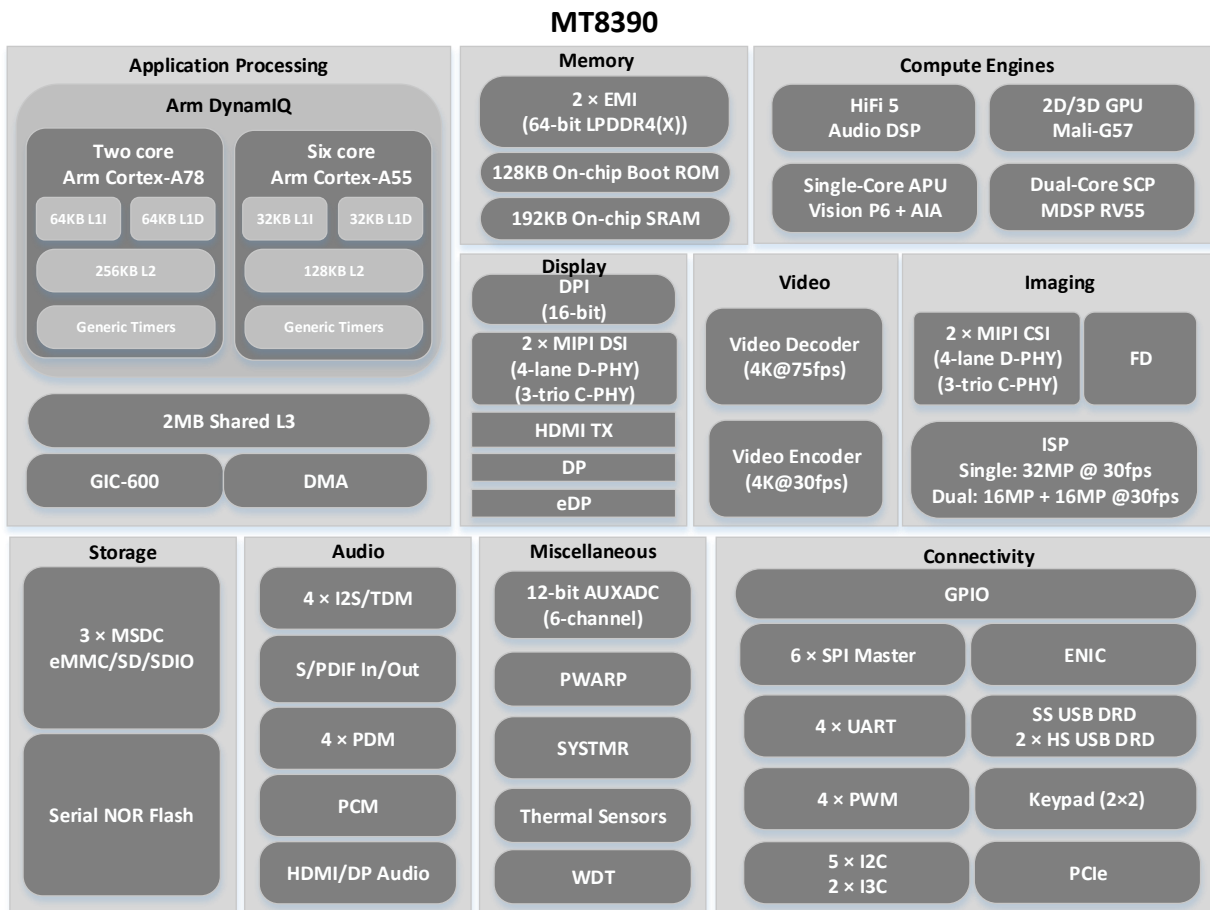 MT8390
Application Processing
Arm DynamIQ
Two core
Arm Cortex-A78
64KB L1I
64KB L1D
256KB L2
Generic Timers
Six core
Arm Cortex-A55
32KB L1I
32KB L1D
128KB L2
Generic Timers
2MB Shared L3
GIC-600
DMA
Memory
2 × EMI
(64-bit LPDDR4(X))
128KB On-chip Boot ROM
192KB On-chip SRAM
Compute Engines
HiFi 5
Audio DSP
2D/3D GPU
Mali-G57
Single-Core APU
Vision P6 + AIA
Dual-Core SCP
MDSP RV55
Display
DPI
(16-bit)
2 × MIPI DSI
(4-lane D-PHY)
(3-trio C-PHY)
HDMI TX
DP
eDP
Video
Video Decoder
(4K@75fps)
Video Encoder
(4K@30fps)
Imaging
2 × MIPI CSI
(4-lane D-PHY)
(3-trio C-PHY)
FD
ISP
Single: 32MP @ 30fps
Dual: 16MP + 16MP @30fps
Storage
3 × MSDC
eMMC/SD/SDIO
Serial NOR Flash
Audio
4 × I2S/TDM
S/PDIF In/Out
4 × PDM
PCM
HDMI/DP Audio
Miscellaneous
12-bit AUXADC
(6-channel)
PWARP
SYSTMR
Thermal Sensors
WDT
Connectivity
GPIO
6 × SPI Master
ENIC
4 × UART
SS USB DRD
2 × HS USB DRD
4 × PWM
Keypad (2×2)
5 × I2C
2 × I3C
PCIe